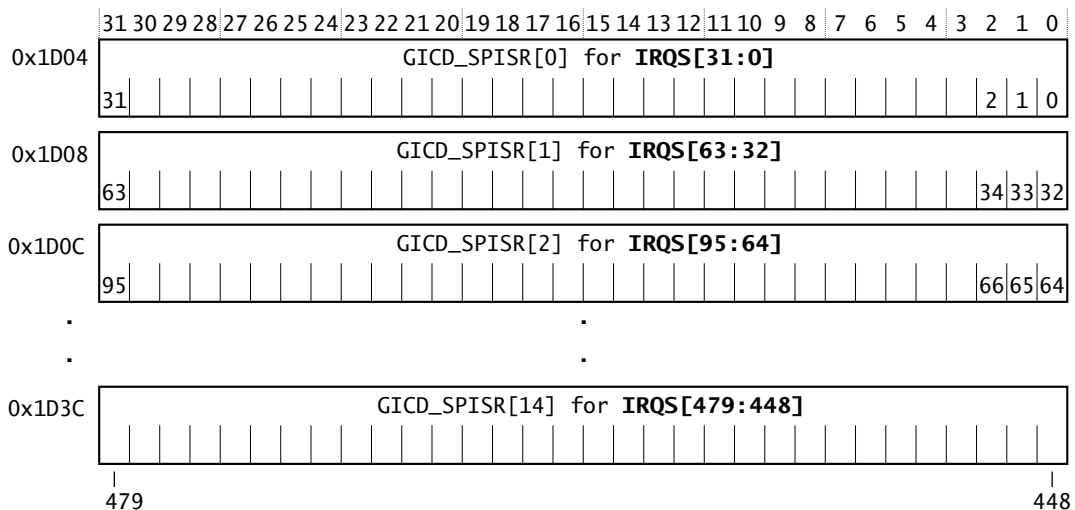 31 30 29 28 27 26 25 24 23 22 21 20 19 18 17 16 15 14 13 12 11 10 9 8 7 6 5 4 3 2 1 0
0x1D04 GICD_SPISR[0] for IRQS[31:0]
31 2 1 0
0x1D08 GICD_SPISR[1] for IRQS[63:32]
63 34 33 32
0x1D0C GICD_SPISR[2] for IRQS[95:64]
95 66 65 64
. .
. .
0x1D3C GICD_SPISR[14] for IRQS[479:448]
479 448